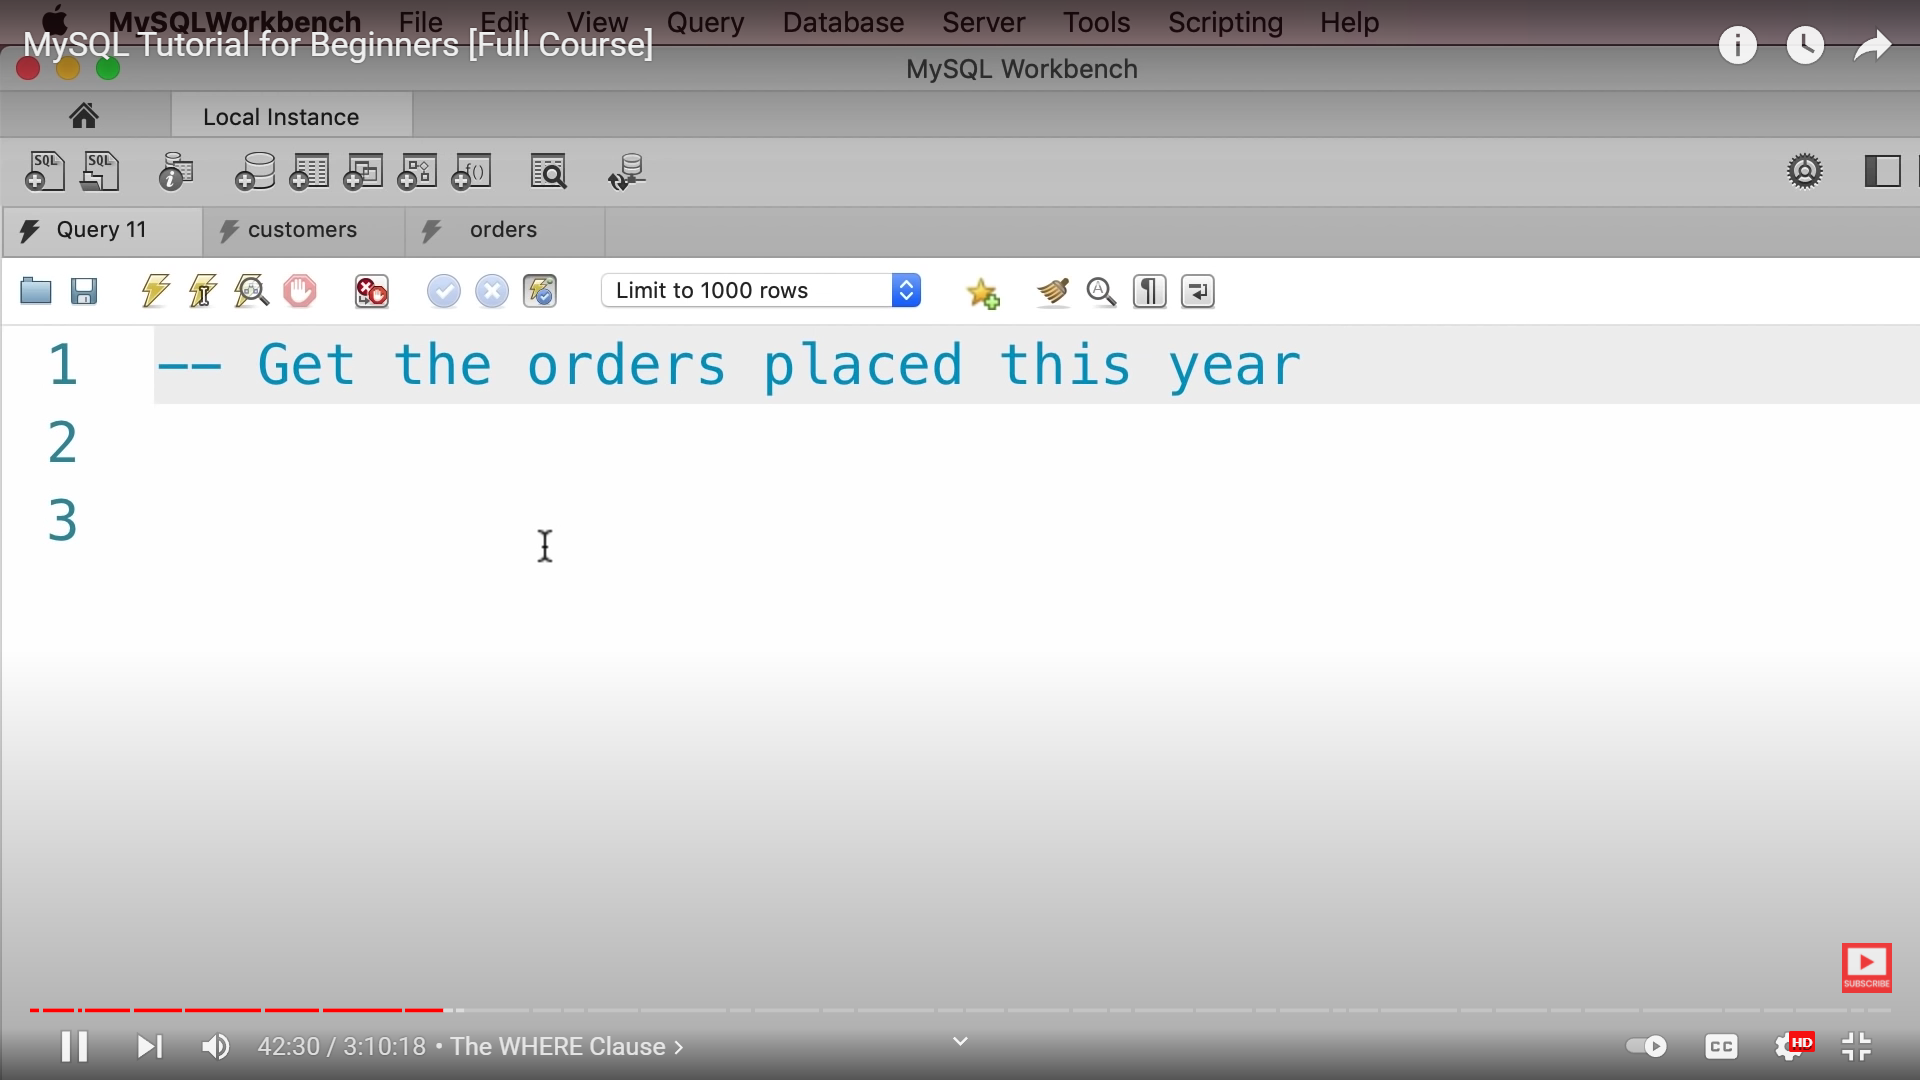 MySQLWorkbench File Edit View Query Database Server Tools Scripting Help
MySQL Tutorial for Beginners [Full Course]
MySQL Workbench
Local Instance
SQL SQL f()
Query 11 customers orders
Limit to 1000 rows
1 -- Get the orders placed this year
2
3
SUBSCRIBE
42:30 / 3:10:18 • The WHERE Clause >
CC HD